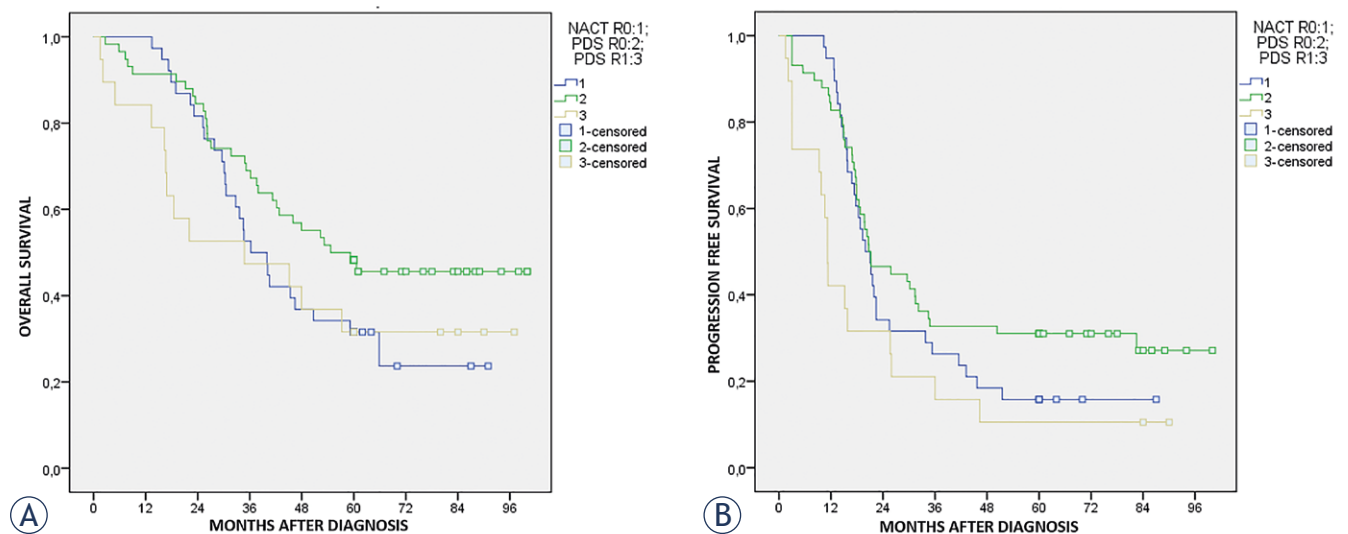 NACT R0:1;
PDS R0:2;
PDS R1:3
1
2
3
1-censored
2-censored
3-censored
OVERALL SURVIVAL
1,0
0,8
0,6
0,4
0,2
0,0
0 12 24 36 48 60 72 84 96
MONTHS AFTER DIAGNOSIS
A
NACT R0:1;
PDS R0:2;
PDS R1:3
1
2
3
1-censored
2-censored
3-censored
PROGRESSION FREE SURVIVAL
1,0
0,8
0,6
0,4
0,2
0,0
0 12 24 36 48 60 72 84 96
MONTHS AFTER DIAGNOSIS
B